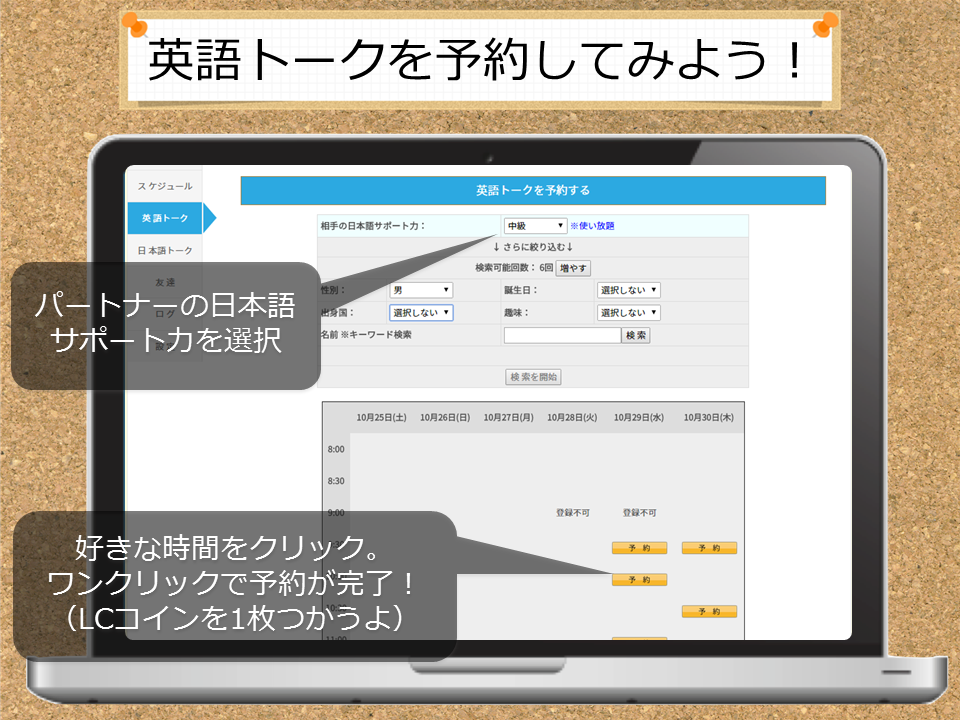 英語トークを予約してみよう！
スケジュール
英語トーク
日本語トーク
友達
ログ
英語トークを予約する
相手の日本語サポート力： 中級 ▼ ※使い放題
↓さらに絞り込む↓
検索可能回数： 6回 増やす
性別： 男 ▼ 誕生日： 選択しない ▼
出身国： 選択しない ▼ 趣味： 選択しない ▼
名前 ※キーワード検索 検索
検索を開始
パートナーの日本語
サポート力を選択
10月25日(土) 10月26日(日) 10月27日(月) 10月28日(火) 10月29日(水) 10月30日(木)
8:00
8:30
9:00 登録不可 登録不可
予約 予約
予約
予約
11:00
好きな時間をクリック。
ワンクリックで予約が完了！
（LCコインを1枚つかうよ）